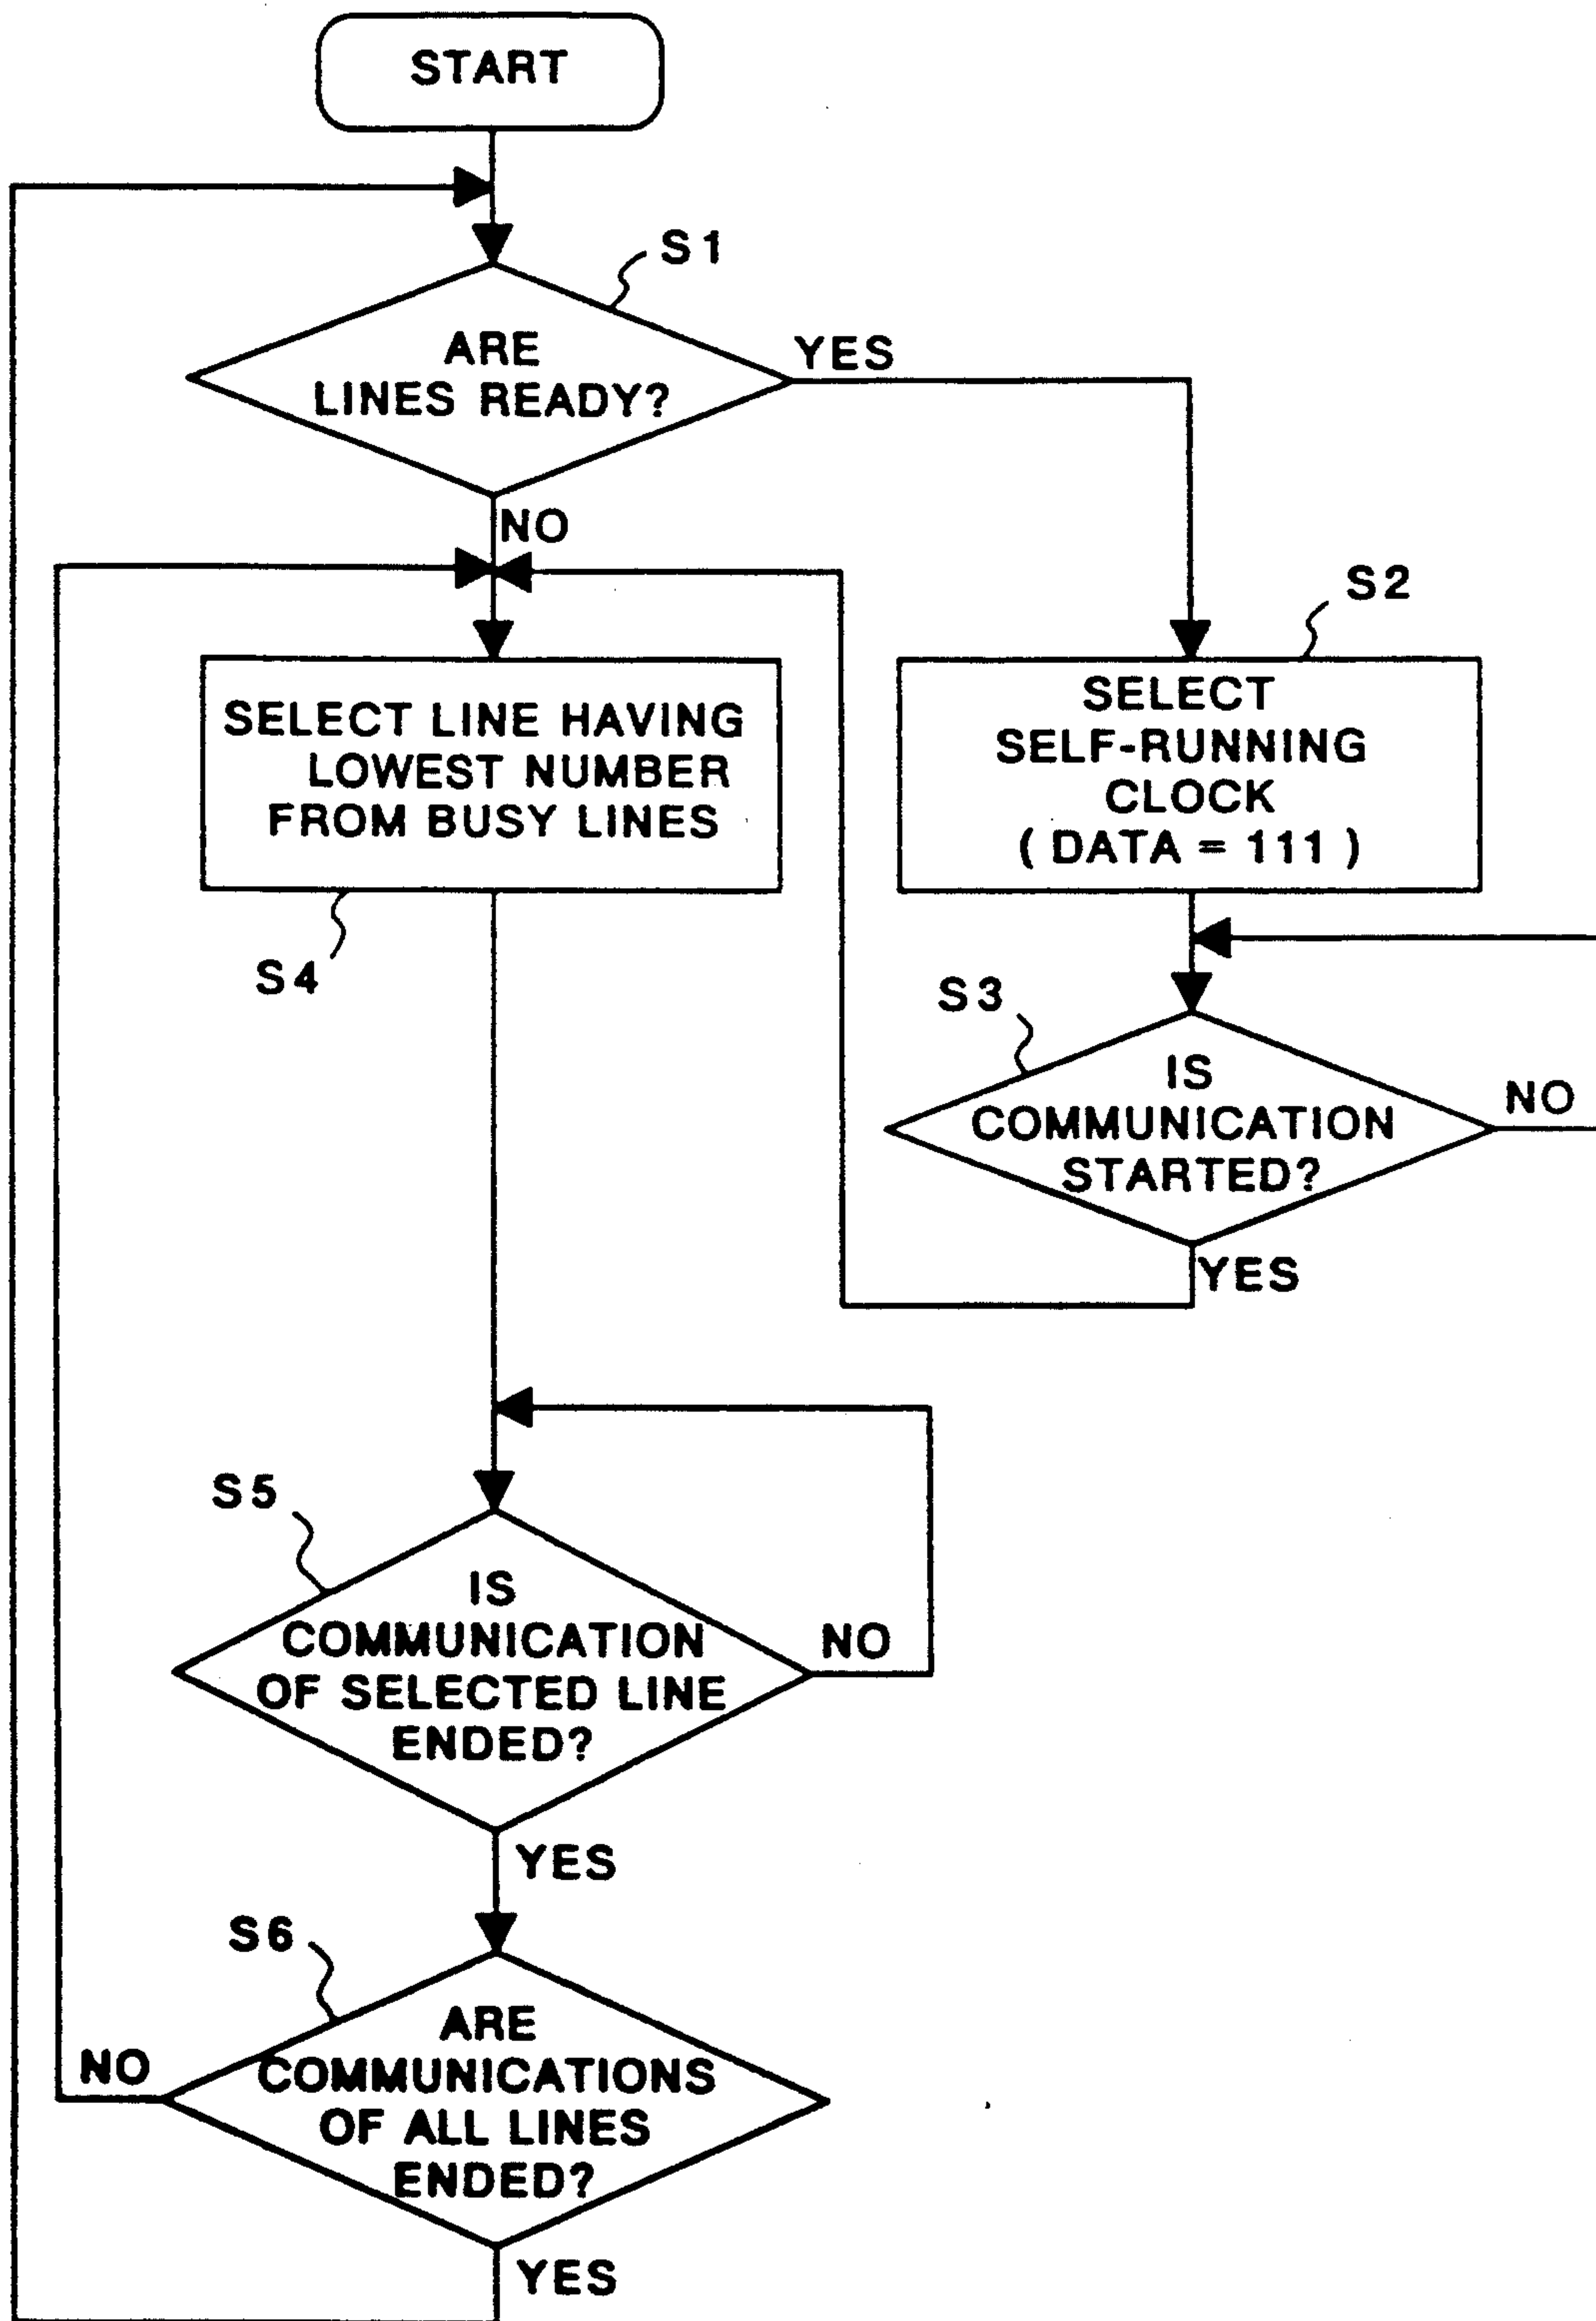 START
S1
ARE
LINES READY?
YES
NO
S2
SELECT LINE HAVING
LOWEST NUMBER
FROM BUSY LINES
S4
SELECT
SELF-RUNNING
CLOCK
( DATA = 111 )
S3
IS
COMMUNICATION
STARTED?
NO
YES
S5
IS
COMMUNICATION
OF SELECTED LINE
ENDED?
NO
YES
S6
ARE
COMMUNICATIONS
OF ALL LINES
ENDED?
NO
YES